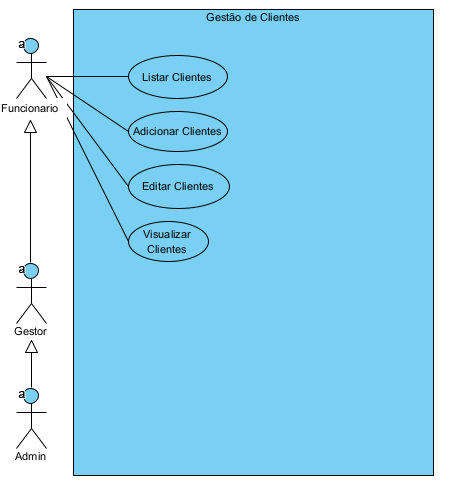 Gestão de Clientes
a
Funcionario
Listar Clientes
Adicionar Clientes
Editar Clientes
Visualizar
Clientes
a
Gestor
a
Admin